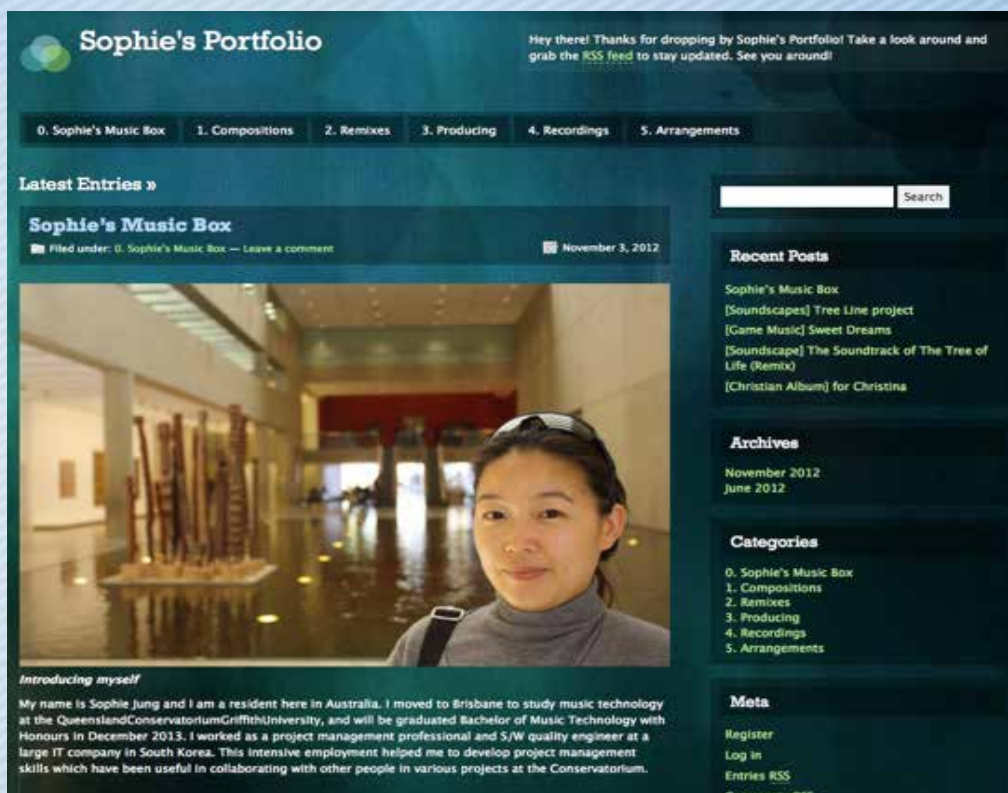 Sophie's Portfolio
Hey there! Thanks for dropping by Sophie's Portfolio! Take a look around and
grab the RSS feed to stay updated. See you around!
0. Sophie's Music Box 1. Compositions 2. Remixes 3. Producing 4. Recordings 5. Arrangements
Latest Entries »
Sophie's Music Box
Filed under: 0. Sophie's Music Box — Leave a comment November 3, 2012
Introducing myself
My name is Sophie Jung and I am a resident here in Australia. I moved to Brisbane to study music technology
at the QueenslandConservatoriumGriffithUniversity, and will be graduated Bachelor of Music Technology with
Honours in December 2013. I worked as a project management professional and S/W quality engineer at a
large IT company in South Korea. This intensive employment helped me to develop project management
skills which have been useful in collaborating with other people in various projects at the Conservatorium.
Search
Recent Posts
Sophie's Music Box
[Soundscapes] Tree Line project
[Game Music] Sweet Dreams
[Soundscape] The Soundtrack of The Tree of
Life (Remix)
[Christian Album] for Christina
Archives
November 2012
June 2012
Categories
0. Sophie's Music Box
1. Compositions
2. Remixes
3. Producing
4. Recordings
5. Arrangements
Meta
Register
Log in
Entries RSS